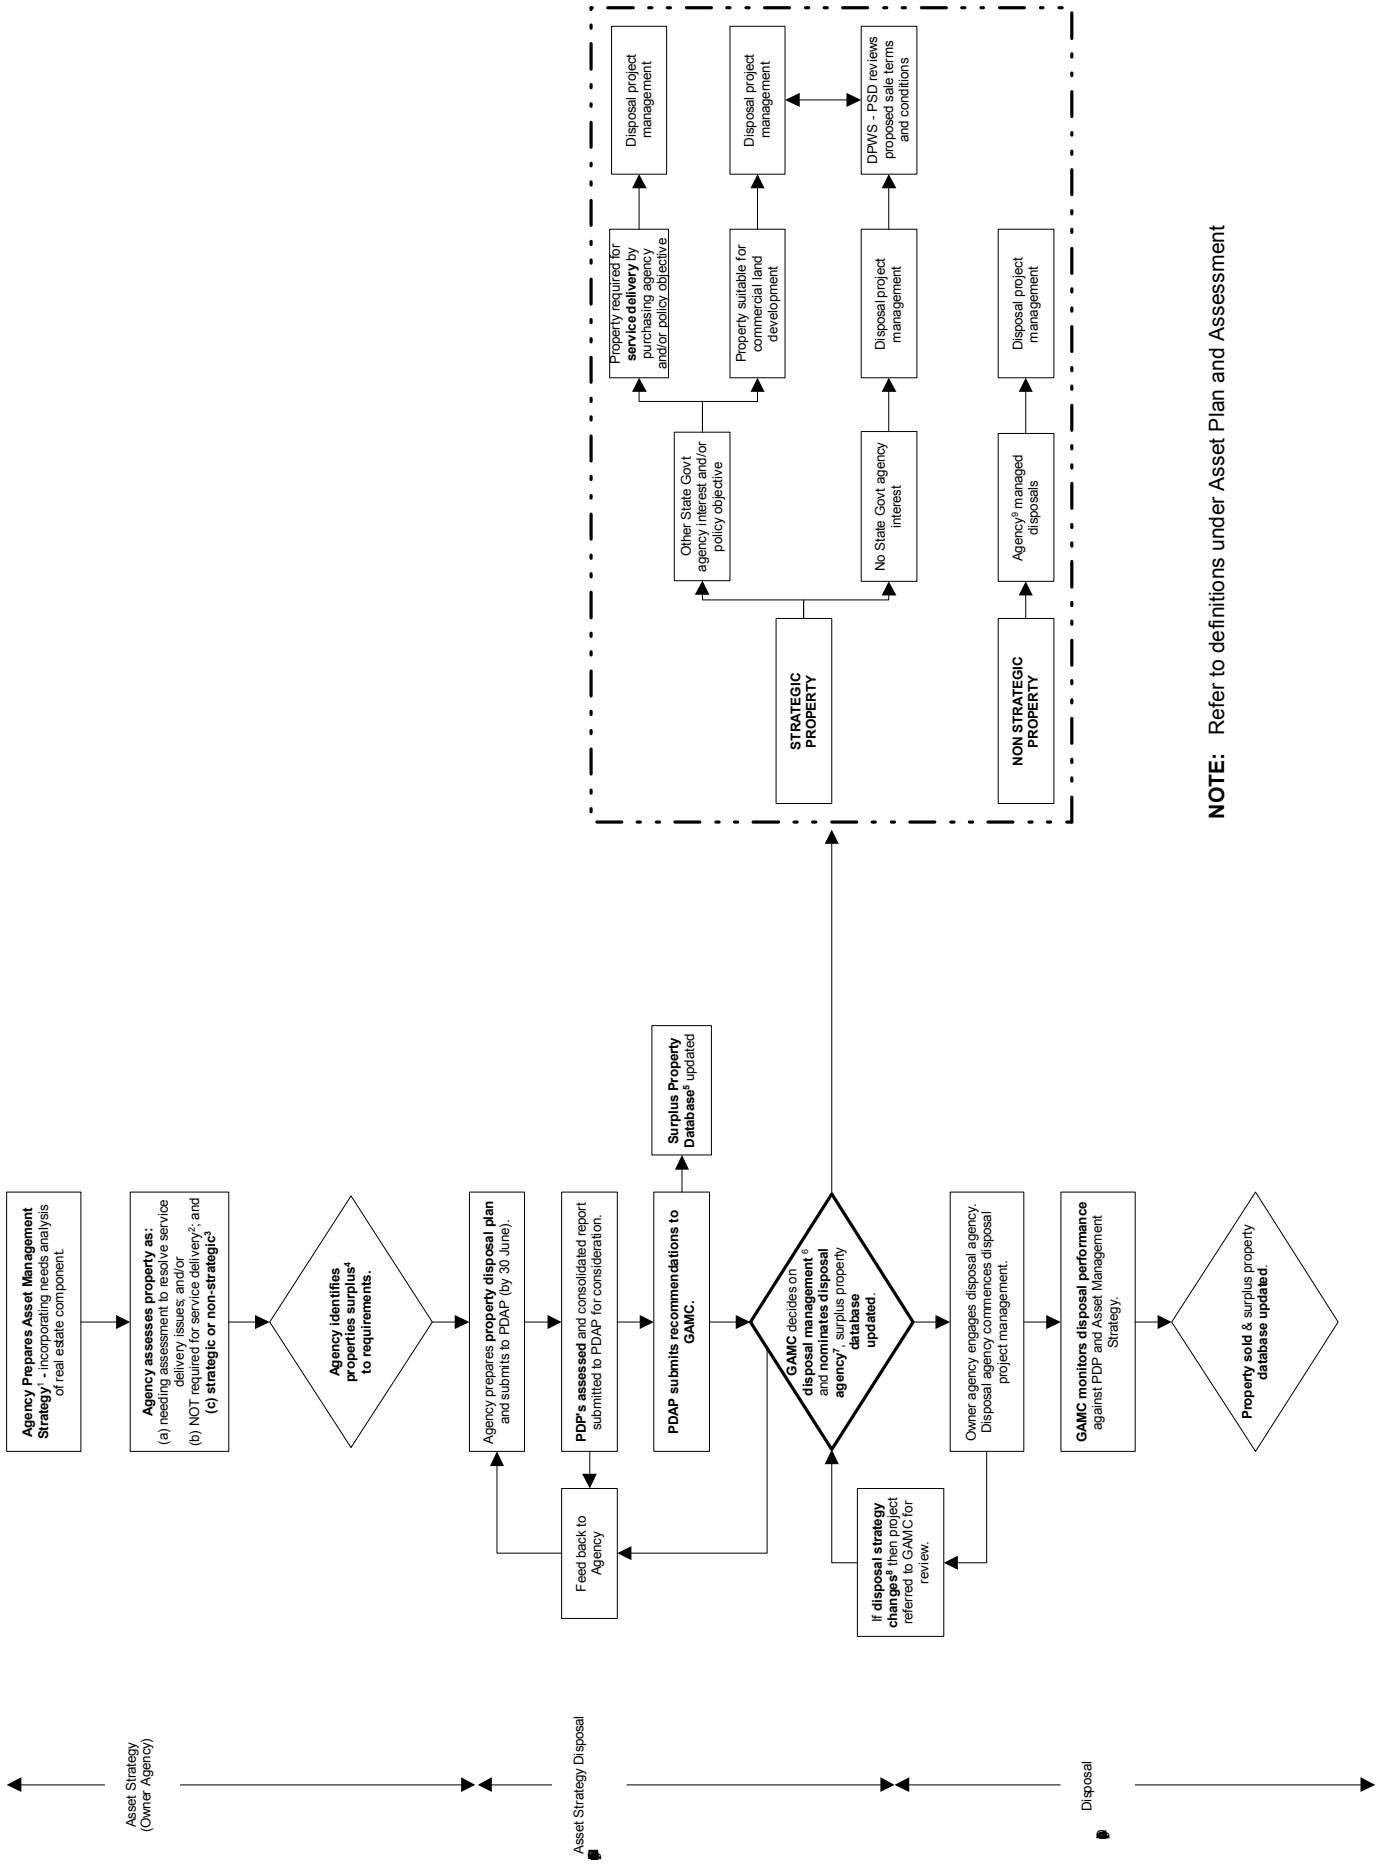 Asset Strategy
(Owner Agency)
Asset Strategy Disposal
Disposal
Agency Prepares Asset Management
Strategy¹ - incorporating needs analysis
of real estate component.
Agency assesses property as:
(a) needing assessment to resolve service
delivery issues; and/or
(b) NOT required for service delivery²; and
(c) strategic or non-strategic³
Agency identifies
properties surplus⁴
to requirements.
Agency prepares property disposal plan
and submits to PDAP (by 30 June).
PDP's assessed and consolidated report
submitted to PDAP for consideration.
Feed back to
Agency
PDAP submits recommendations to
GAMC.
Surplus Property
Database⁵ updated
GAMC decides on
disposal management ⁶
and nominates disposal
agency⁷, surplus property
database
updated.
If disposal strategy
changes⁸ then project
referred to GAMC for
review.
Owner agency engages disposal agency.
Disposal agency commences disposal
project management.
GAMC monitors disposal performance
against PDP and Asset Management
Strategy.
Property sold & surplus property
database updated.
STRATEGIC
PROPERTY
Other State Govt
agency interest and/or
policy objective
Property required for
service delivery by
purchasing agency
and/or policy objective
Disposal project
management
Property suitable for
commercial land
development
Disposal project
management
No State Govt agency
interest
Disposal project
management
DPWS - PSD reviews
proposed sale terms
and conditions
NON STRATEGIC
PROPERTY
Agency⁹ managed
disposals
Disposal project
management
NOTE: Refer to definitions under Asset Plan and Assessment